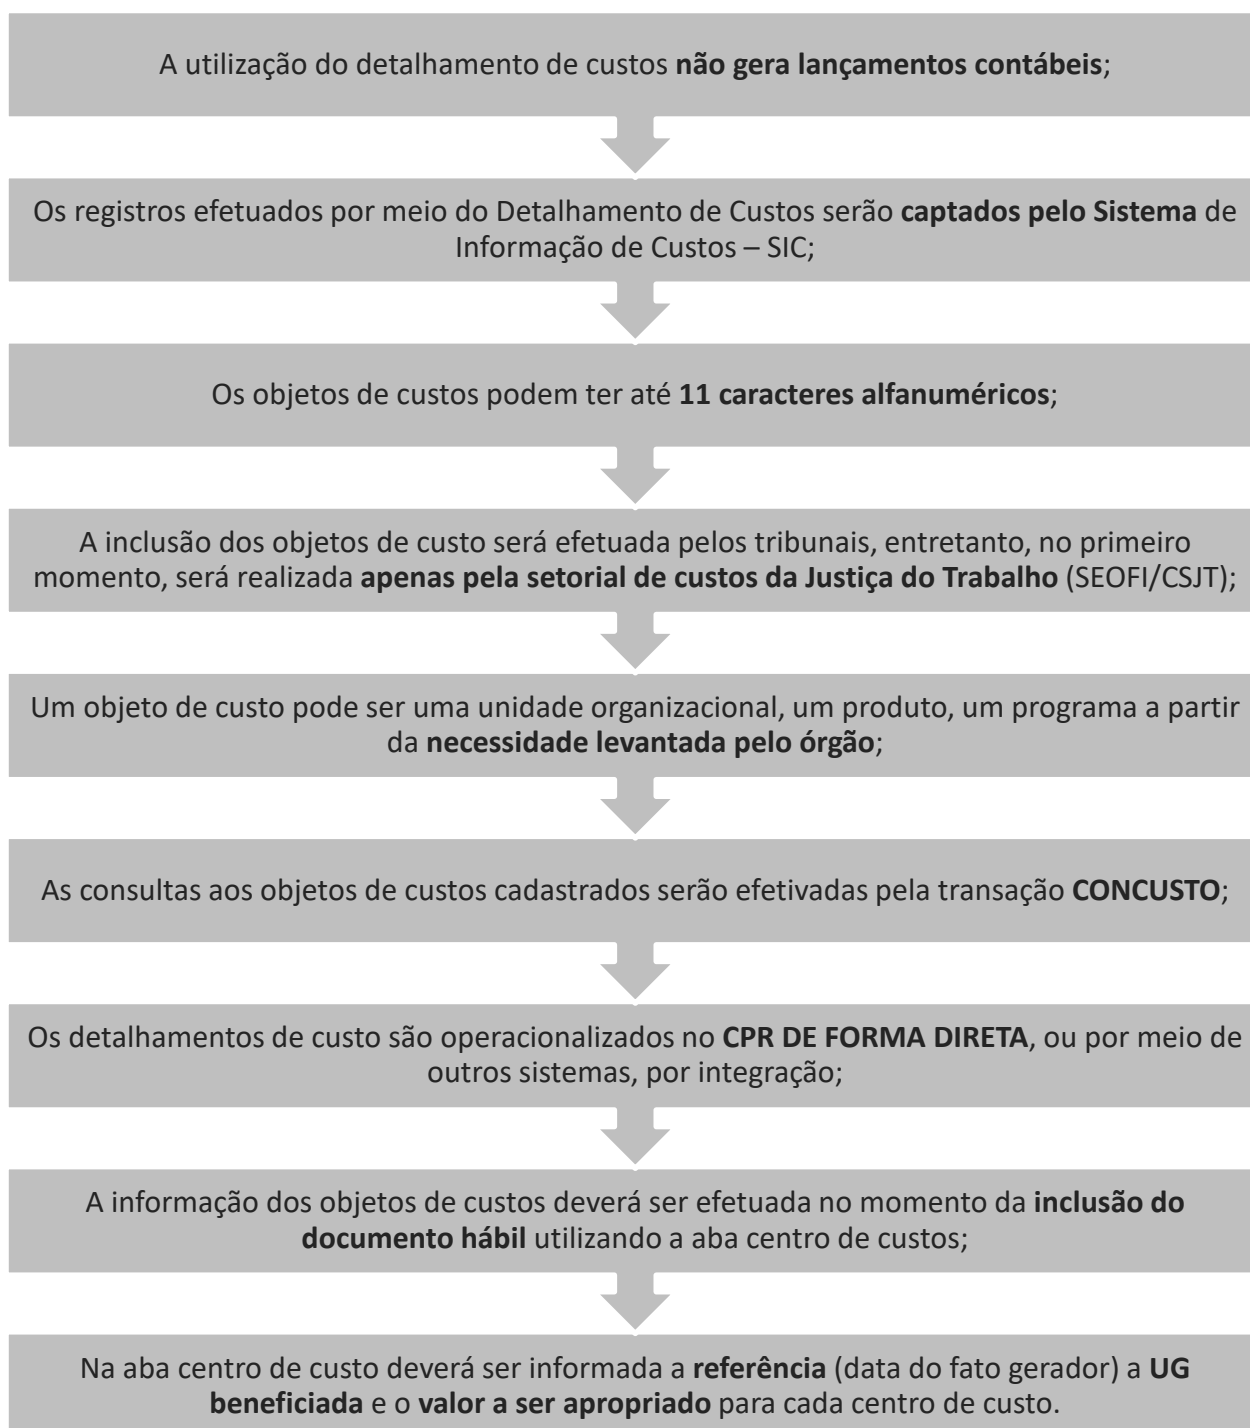 A utilização do detalhamento de custos não gera lançamentos contábeis;
Os registros efetuados por meio do Detalhamento de Custos serão captados pelo Sistema de
Informação de Custos – SIC;
Os objetos de custos podem ter até 11 caracteres alfanuméricos;
A inclusão dos objetos de custo será efetuada pelos tribunais, entretanto, no primeiro
momento, será realizada apenas pela setorial de custos da Justiça do Trabalho (SEOFI/CSJT);
Um objeto de custo pode ser uma unidade organizacional, um produto, um programa a partir
da necessidade levantada pelo órgão;
As consultas aos objetos de custos cadastrados serão efetivadas pela transação CONCUSTO;
Os detalhamentos de custo são operacionalizados no CPR DE FORMA DIRETA, ou por meio de
outros sistemas, por integração;
A informação dos objetos de custos deverá ser efetuada no momento da inclusão do
documento hábil utilizando a aba centro de custos;
Na aba centro de custo deverá ser informada a referência (data do fato gerador) a UG
beneficiada e o valor a ser apropriado para cada centro de custo.